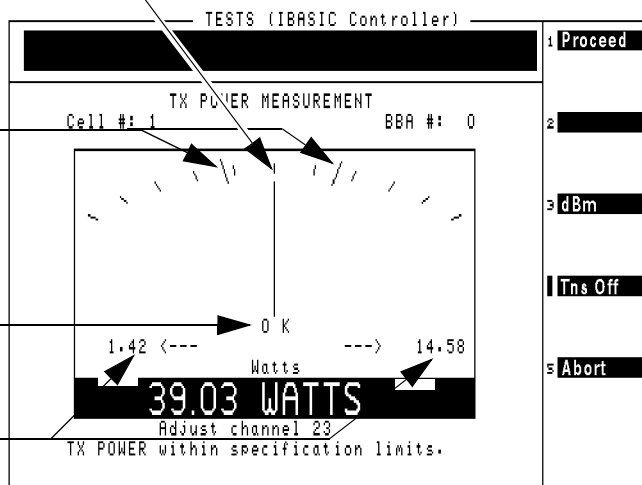 TESTS (IBASIC Controller)
1 Proceed
TX POWER MEASUREMENT
Cell #: 1 BBA #: 0
2
3 dBm
Tns Off
O K
1.42 <--- ---> 14.58
Watts
5 Abort
39.03 WATTS
Adjust channel 23
TX POWER within specification limits.